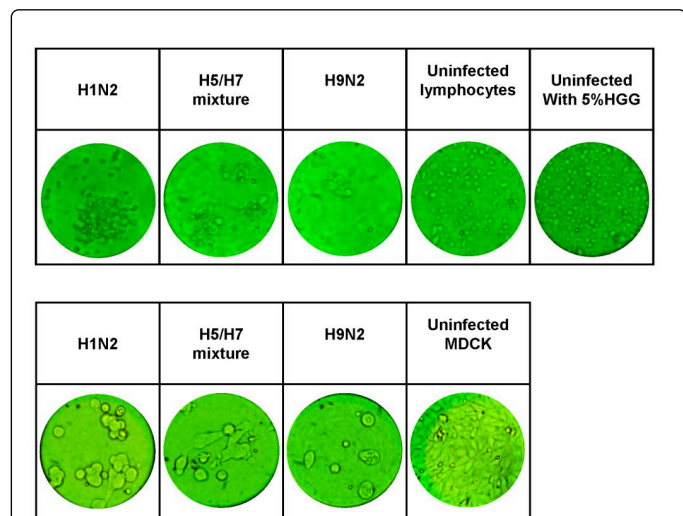 H1N2
H5/H7
mixture
H9N2
Uninfected
lymphocytes
Uninfected
With 5%HGG
H1N2
H5/H7
mixture
H9N2
Uninfected
MDCK